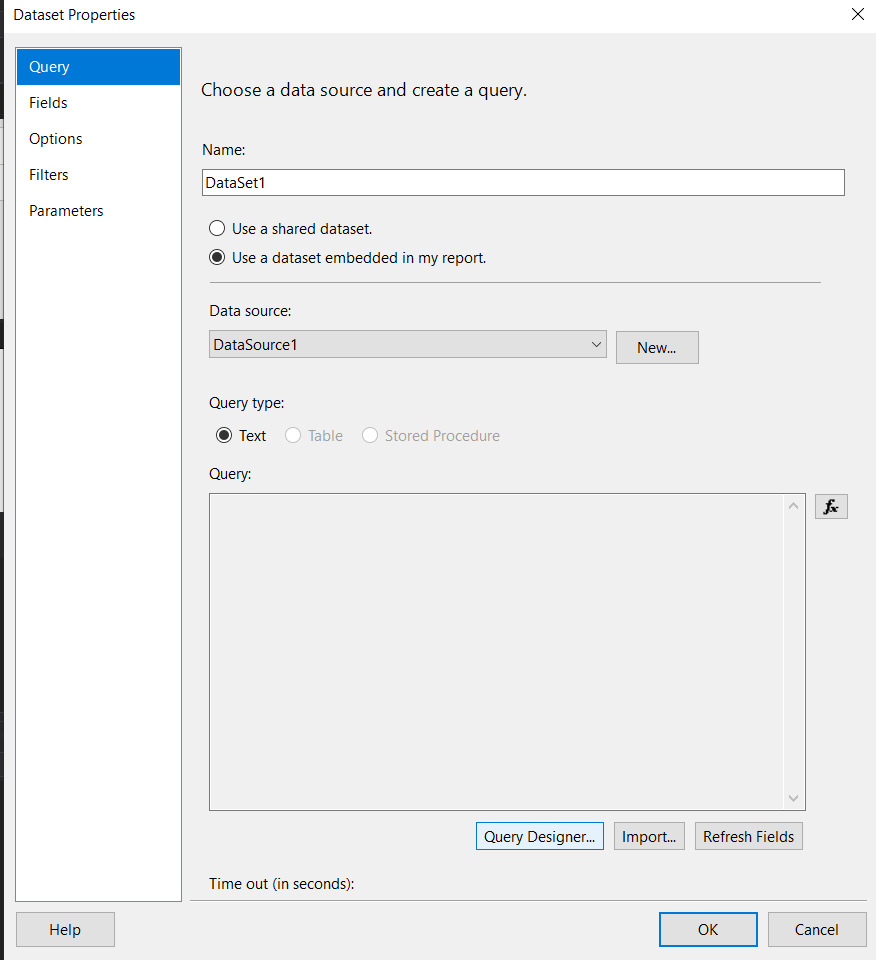 Dataset Properties
Query
Fields
Options
Filters
Parameters
Choose a data source and create a query.
Name:
DataSet1
Use a shared dataset.
Use a dataset embedded in my report.
Data source:
DataSource1
New...
Query type:
Text Table Stored Procedure
Query:
fx
Query Designer... Import... Refresh Fields
Time out (in seconds):
Help OK Cancel